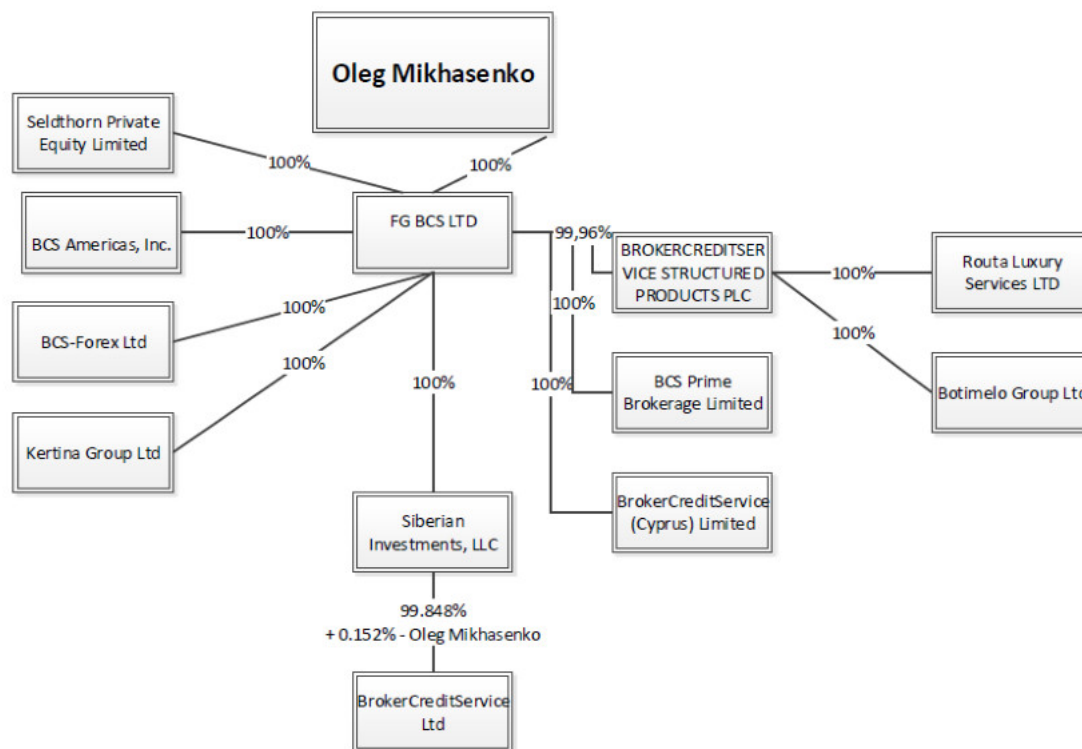 Oleg Mikhasenko
Seldthorn Private
Equity Limited
100%
100%
FG BCS LTD
BCS Americas, Inc.
100%
99,96%
BROKERCREDITSER
VICE STRUCTURED
PRODUCTS PLC
100%
Routa Luxury
Services LTD
100%
BCS-Forex Ltd
100%
100%
100%
Kertina Group Ltd
100%
100%
BCS Prime
Brokerage Limited
Botimelo Group Ltd
Siberian
Investments, LLC
BrokerCreditService
(Cyprus) Limited
99.848%
+ 0.152% - Oleg Mikhasenko
BrokerCreditService
Ltd